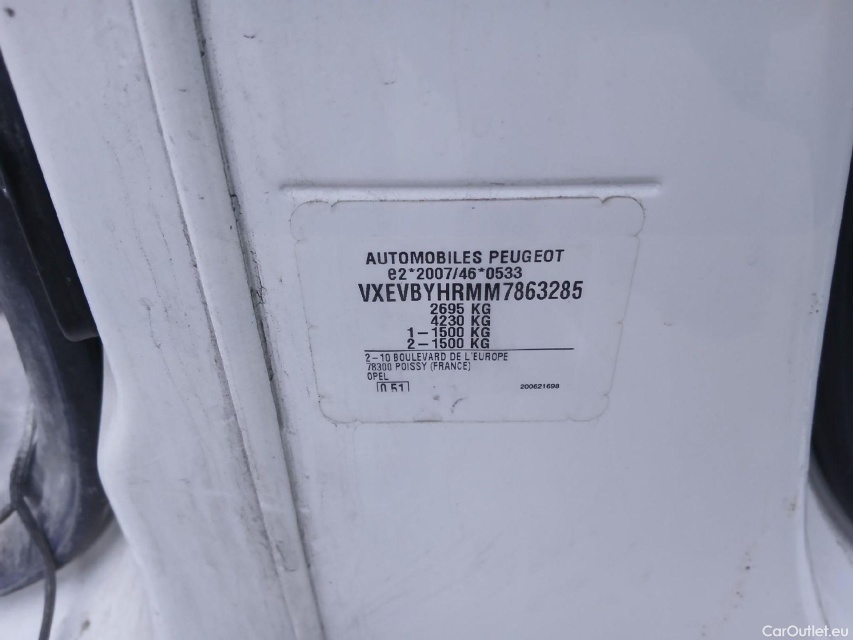 AUTOMOBILES PEUGEOT
e2*2007/46*0533
VXEVBYHRMM7863285
2695 KG
4230 KG
1-1500 KG
2-1500 KG
2-10 BOULEVARD DE L'EUROPE
78300 POISSY (FRANCE)
OPEL
0.51
200621698
CarOutlet.eu